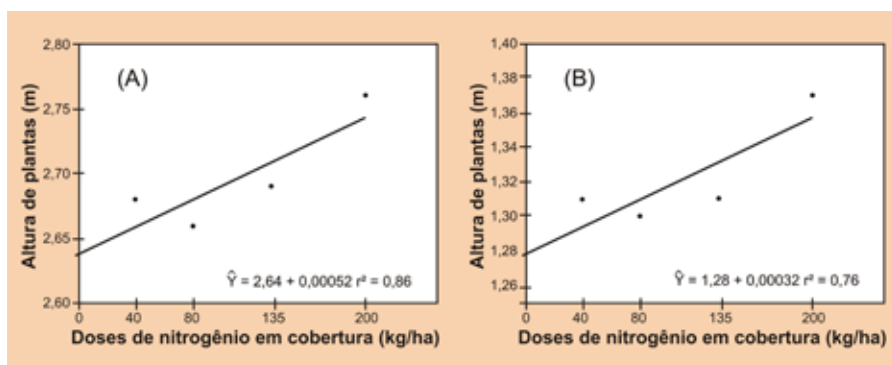 (A)
Altura de plantas (m)
2,80
2,75
2,70
2,65
2,60
0 40 80 135 200
Ŷ = 2,64 + 0,00052 r² = 0,86
Doses de nitrogênio em cobertura (kg/ha)
(B)
Altura de plantas (m)
1,40
1,38
1,36
1,34
1,32
1,30
1,28
1,26
0 40 80 135 200
Ŷ = 1,28 + 0,00032 r² = 0,76
Doses de nitrogênio em cobertura (kg/ha)